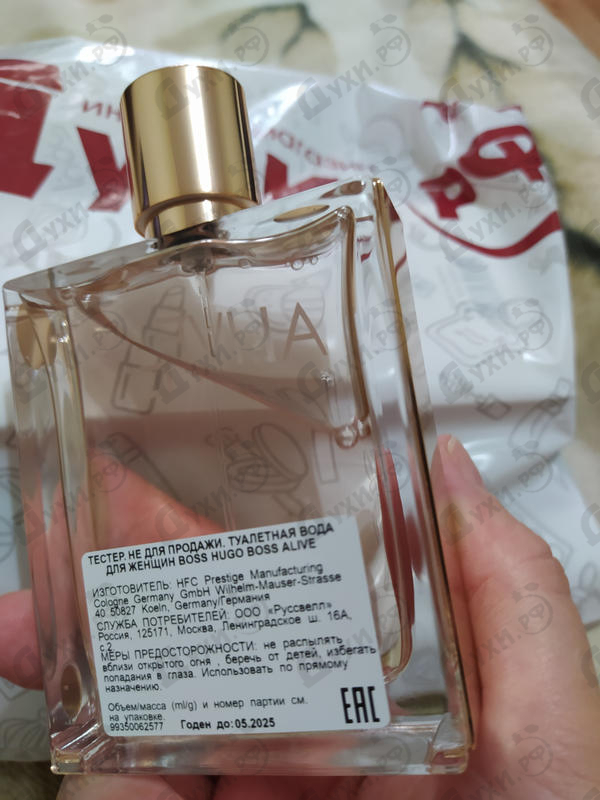 ТЕСТЕР. НЕ ДЛЯ ПРОДАЖИ. ТУАЛЕТНАЯ ВОДА
ДЛЯ ЖЕНЩИН BOSS HUGO BOSS ALIVE
ИЗГОТОВИТЕЛЬ: HFC Prestige Manufacturing
Cologne Germany GmbH Wilhelm-Mauser-Strasse
40 50827 Koeln, Germany/Германия
СЛУЖБА ПОТРЕБИТЕЛЕЙ: ООО «Руссвелл»
Россия, 125171, Москва, Ленинградское ш. 16А,
с.2
МЕРЫ ПРЕДОСТОРОЖНОСТИ: не распылять
вблизи открытого огня , беречь от детей, избегать
попадания в глаза. Использовать по прямому
назначению.
Объем/масса (ml/g) и номер партии см.
на упаковке.
99350062577 Годен до: 05.2025
EAC
Духи.рф